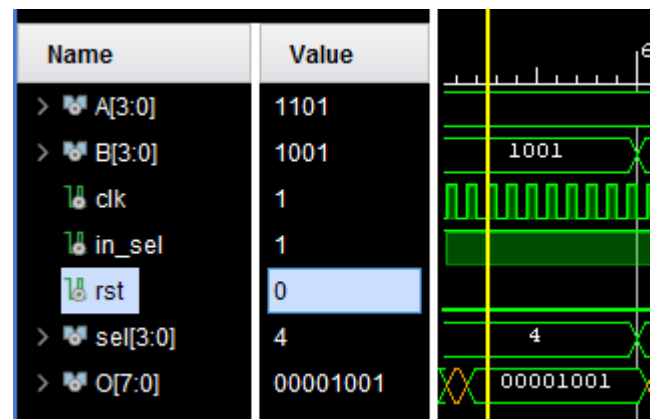 Name Value
A[3:0] 1101
B[3:0] 1001 1001
clk 1
in_sel 1
rst 0
sel[3:0] 4 4
O[7:0] 00001001 00001001